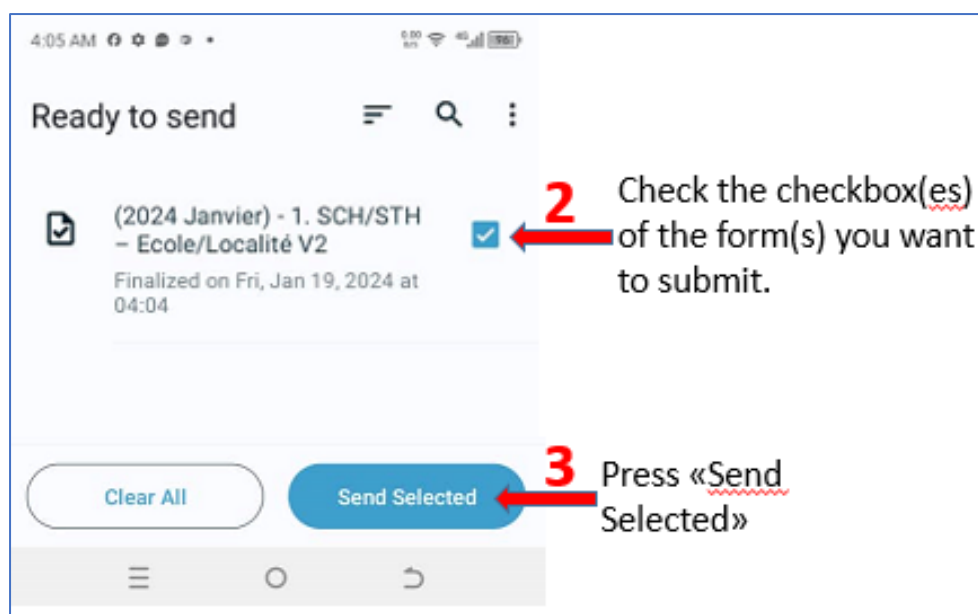 4:05 AM
0.00
Ready to send
(2024 Janvier) - 1. SCH/STH
– Ecole/Localité V2
Finalized on Fri, Jan 19, 2024 at
04:04
2
Check the checkbox(es)
of the form(s) you want
to submit.
Clear All
Send Selected
3
Press «Send
Selected»